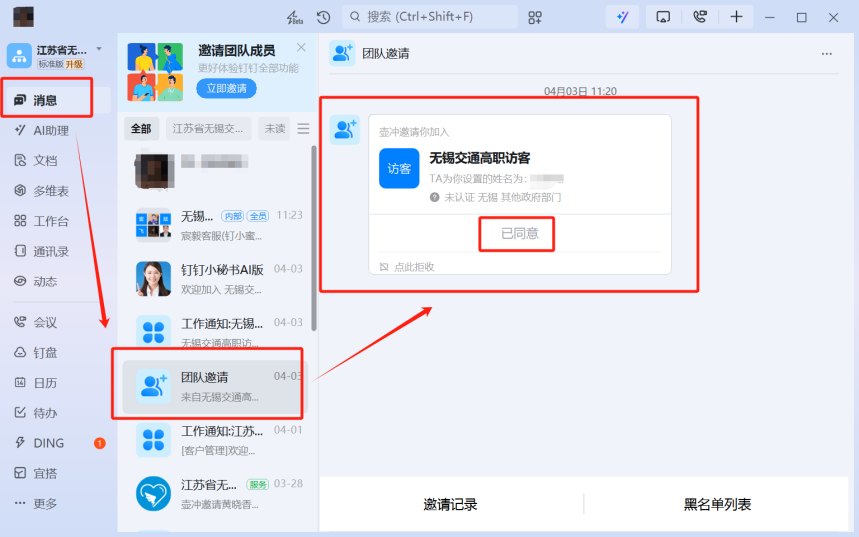 搜索 (Ctrl+Shift+F)
江苏省无...
标准版 升级
消息
AI助理
文档
多维表
工作台
通讯录
动态
会议
钉盘
日历
待办
DING
1
宜搭
更多
邀请团队成员
更好体验钉钉全部功能
立即邀请
全部
江苏省无锡交...
未读
无锡... 内部 全员 11:23
宸毅客服(钉小蜜...
钉钉小秘书AI版 04-03
欢迎加入 无锡交...
工作通知:无锡... 04-03
无锡交通高职访...
团队邀请 04-03
来自无锡交通高...
工作通知:江苏... 04-01
[客户管理]欢迎...
江苏省无... 服务 03-28
壶冲邀请黄晓香...
团队邀请
04月03日 11:20
壶冲邀请你加入
访客
无锡交通高职访客
TA为你设置的姓名为:
未认证 无锡 其他政府部门
已同意
点此拒收
邀请记录
黑名单列表